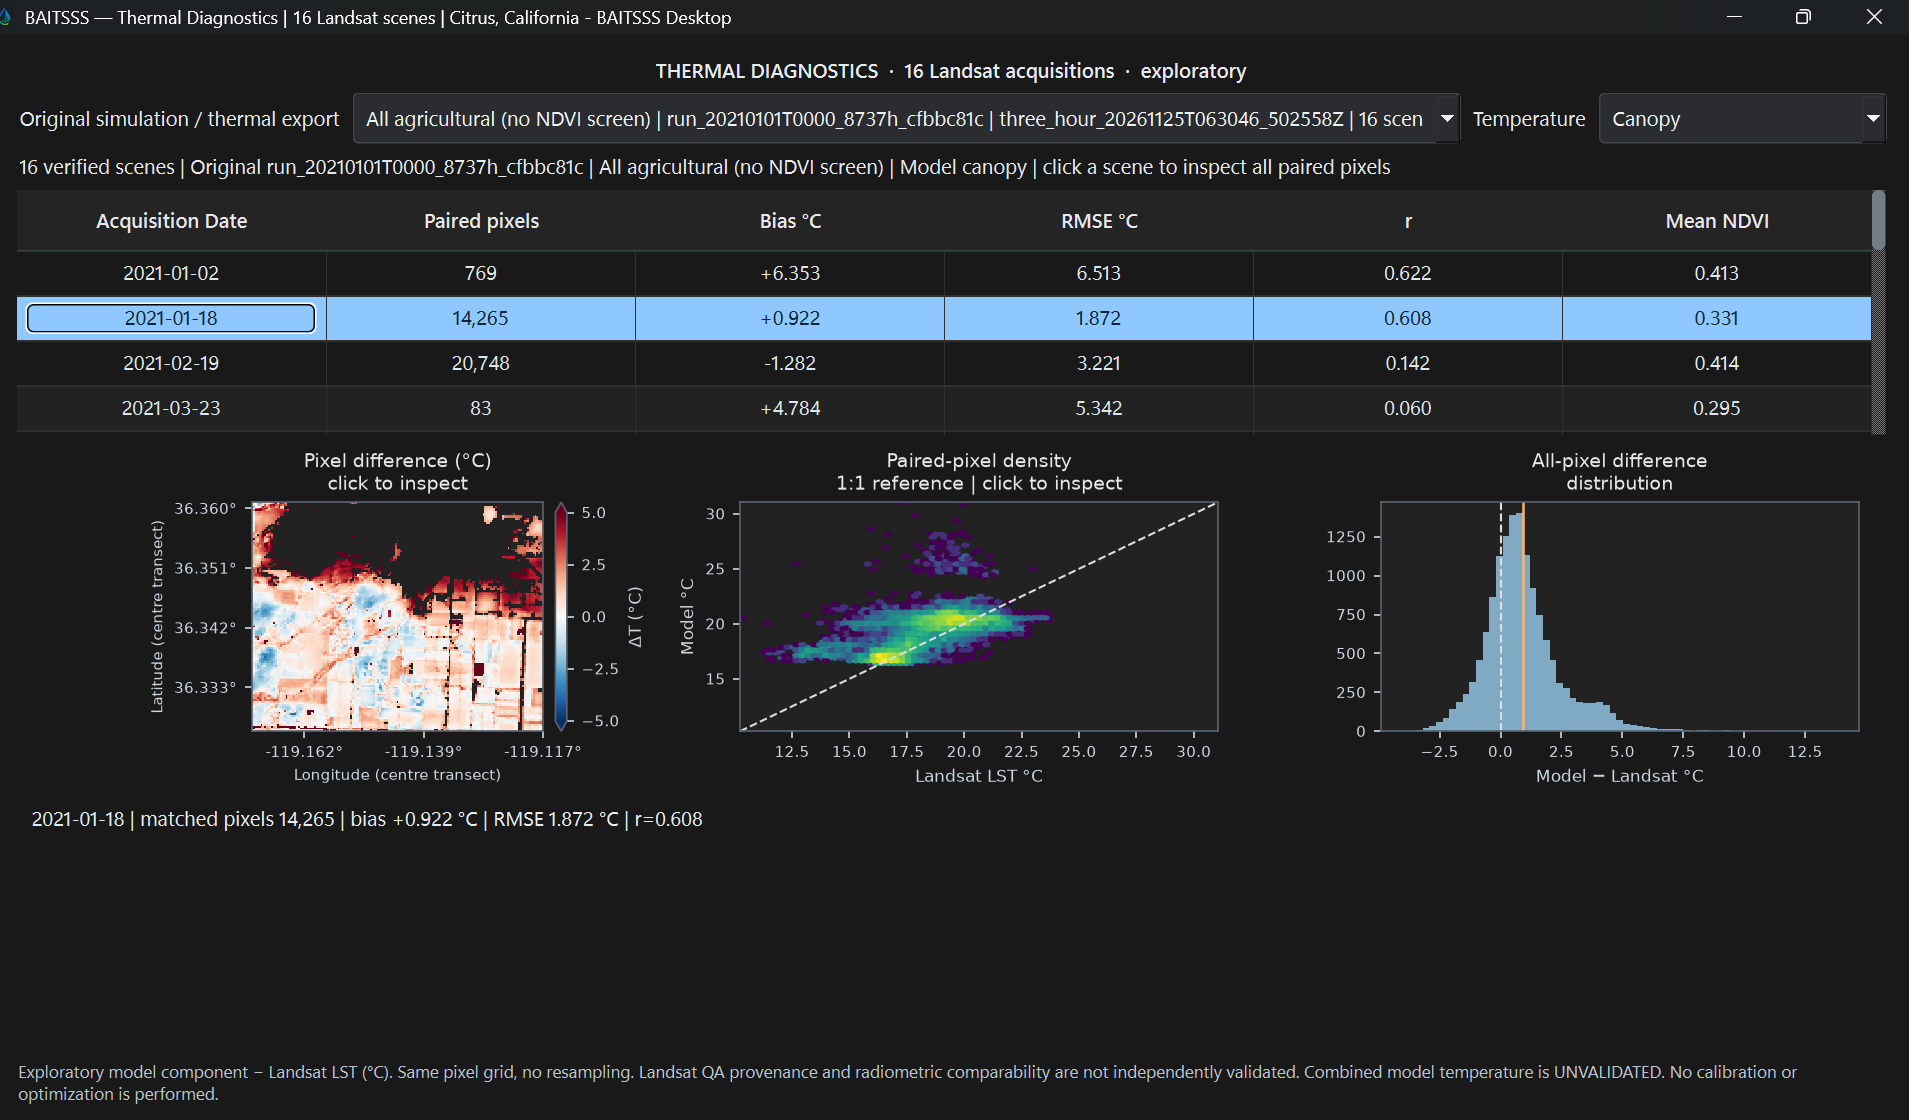 BAITSSS — Thermal Diagnostics | 16 Landsat scenes | Citrus, California - BAITSSS Desktop
THERMAL DIAGNOSTICS · 16 Landsat acquisitions · exploratory
Original simulation / thermal export
All agricultural (no NDVI screen) | run_20210101T0000_8737h_cfbbc81c | three_hour_20261125T063046_502558Z | 16 scen
Temperature
Canopy
16 verified scenes | Original run_20210101T0000_8737h_cfbbc81c | All agricultural (no NDVI screen) | Model canopy | click a scene to inspect all paired pixels
Acquisition Date Paired pixels Bias °C RMSE °C r Mean NDVI
2021-01-02 769 +6.353 6.513 0.622 0.413
2021-01-18 14,265 +0.922 1.872 0.608 0.331
2021-02-19 20,748 -1.282 3.221 0.142 0.414
2021-03-23 83 +4.784 5.342 0.060 0.295
Pixel difference (°C)
click to inspect
36.360°
36.351°
36.342°
36.333°
Latitude (centre transect)
-119.162° -119.139° -119.117°
Longitude (centre transect)
5.0
2.5
0.0
−2.5
−5.0
ΔT (°C)
Paired-pixel density
1:1 reference | click to inspect
30
25
20
15
Model °C
12.5 15.0 17.5 20.0 22.5 25.0 27.5 30.0
Landsat LST °C
All-pixel difference
distribution
1250
1000
750
500
250
0
−2.5 0.0 2.5 5.0 7.5 10.0 12.5
Model − Landsat °C
2021-01-18 | matched pixels 14,265 | bias +0.922 °C | RMSE 1.872 °C | r=0.608
Exploratory model component − Landsat LST (°C). Same pixel grid, no resampling. Landsat QA provenance and radiometric comparability are not independently validated. Combined model temperature is UNVALIDATED. No calibration or
optimization is performed.